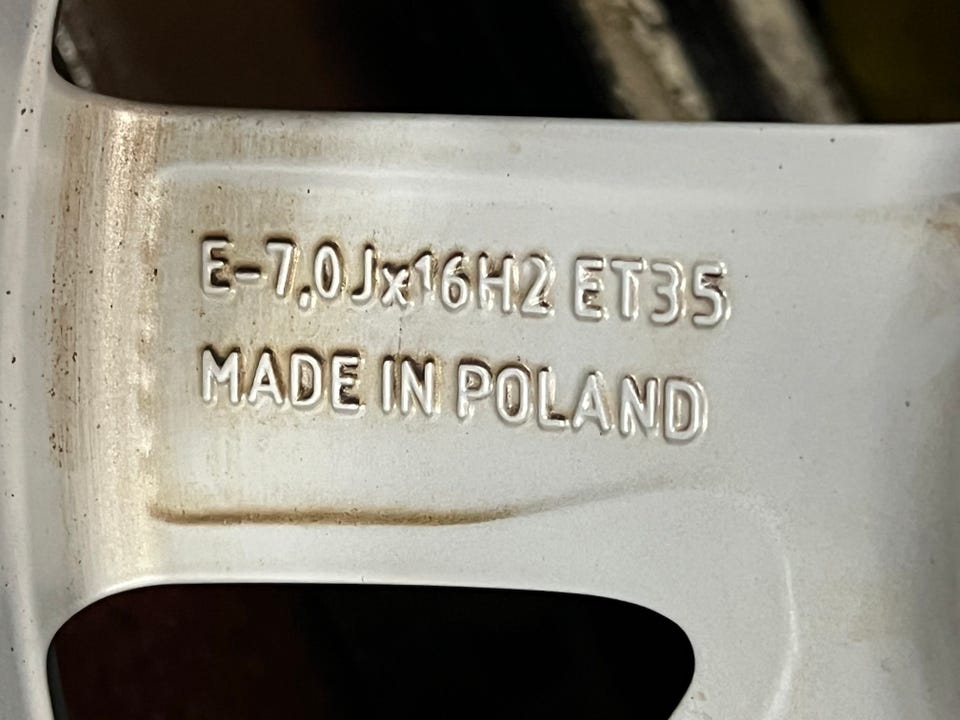 E-7,0Jx16H2 ET35
MADE IN POLAND